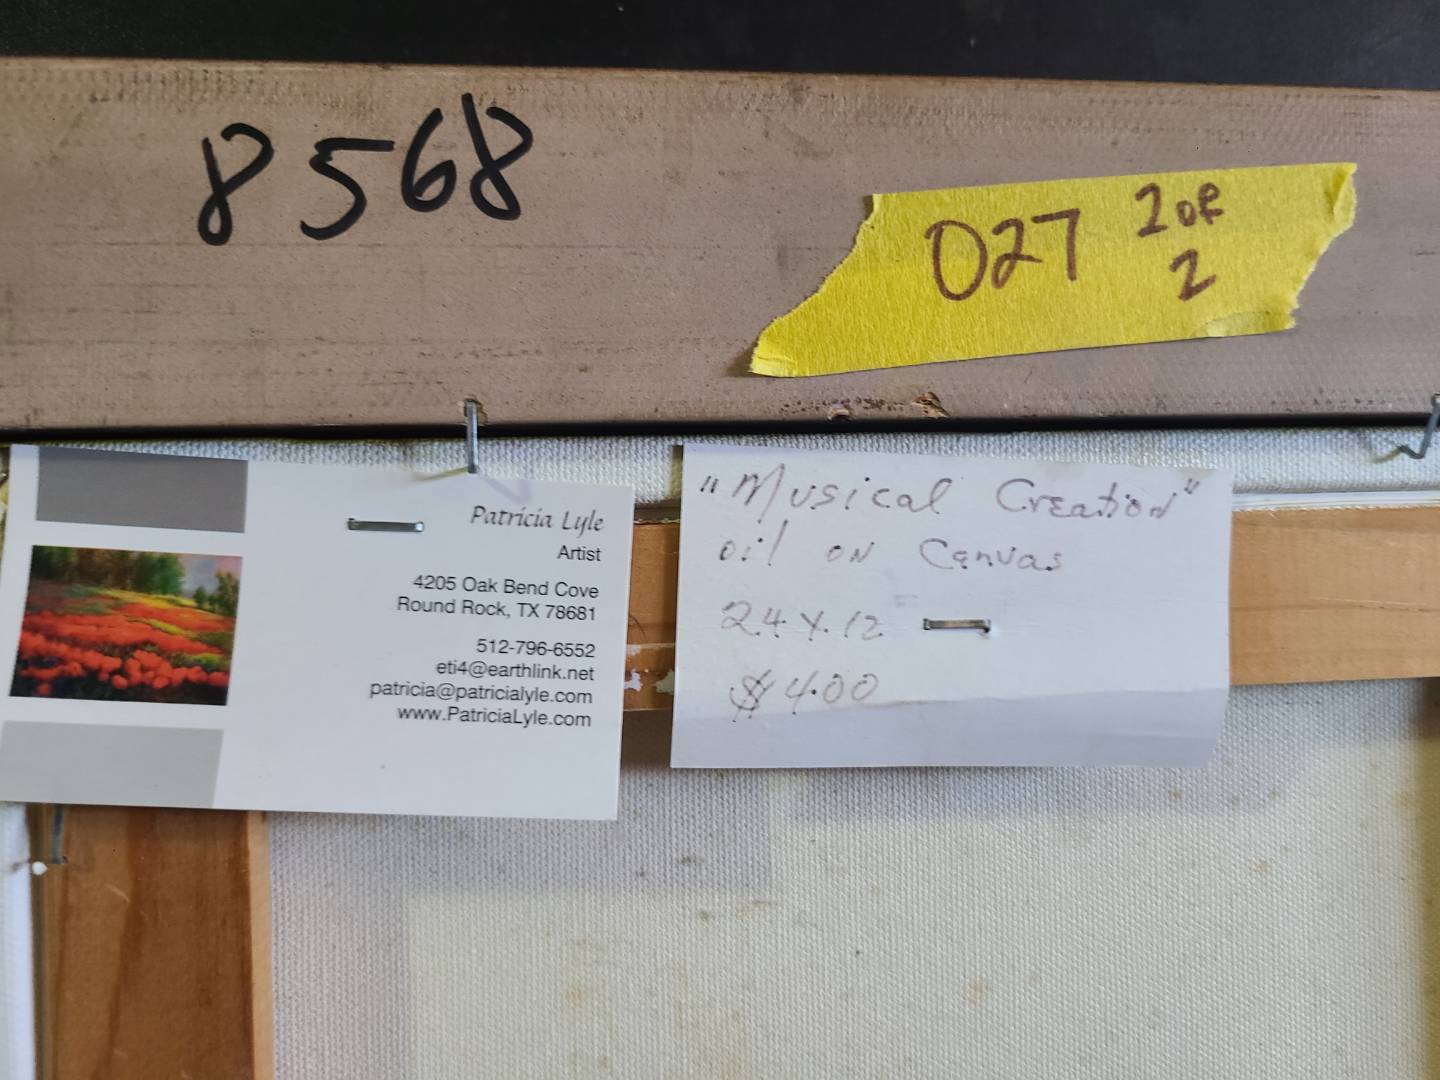 8568
027 2 OF
2
Patricia Lyle
Artist
4205 Oak Bend Cove
Round Rock, TX 78681
512-796-6552
eti4@earthlink.net
patricia@patricialyle.com
www.PatriciaLyle.com
"Musical Creation"
oil on Canvas
24 x 12
$400